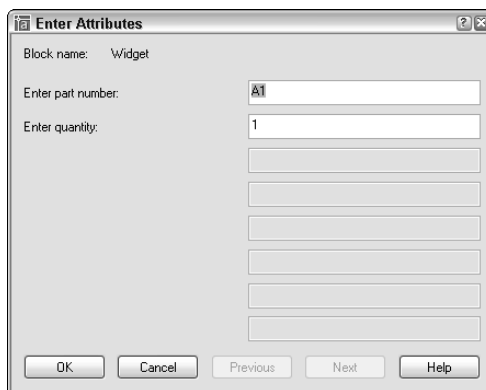 Enter Attributes
Block name: Widget
Enter part number: A1
Enter quantity: 1
OK Cancel Previous Next Help